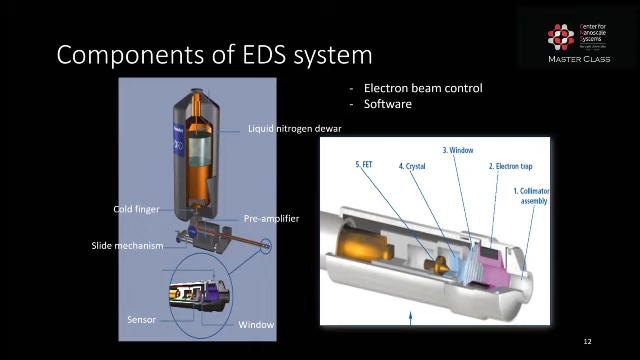 Components of EDS system
Center for
Nanoscale
Systems
MASTER CLASS
- Electron beam control
- Software
Liquid nitrogen dewar
Cold finger
Pre-amplifier
Slide mechanism
Sensor
Window
3. Window
5. FET
4. Crystal
2. Electron trap
1. Collimator
assembly
12